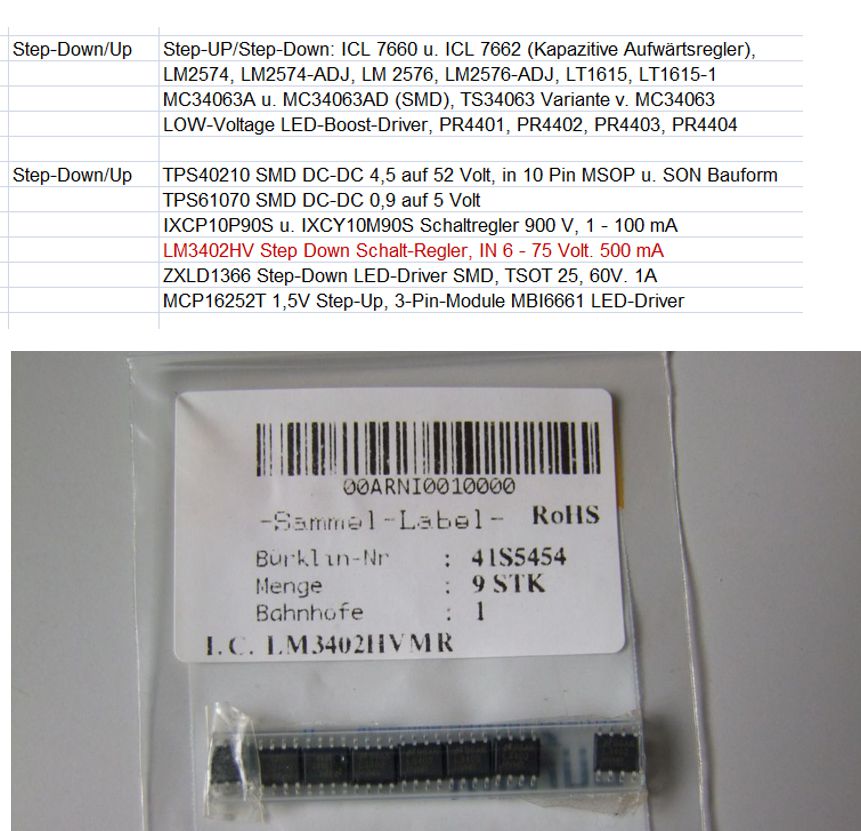 Step-Down/Up Step-UP/Step-Down: ICL 7660 u. ICL 7662 (Kapazitive Aufwärtsregler),
LM2574, LM2574-ADJ, LM 2576, LM2576-ADJ, LT1615, LT1615-1
MC34063A u. MC34063AD (SMD), TS34063 Variante v. MC34063
LOW-Voltage LED-Boost-Driver, PR4401, PR4402, PR4403, PR4404
Step-Down/Up TPS40210 SMD DC-DC 4,5 auf 52 Volt, in 10 Pin MSOP u. SON Bauform
TPS61070 SMD DC-DC 0,9 auf 5 Volt
IXCP10P90S u. IXCY10M90S Schaltregler 900 V, 1 - 100 mA
LM3402HV Step Down Schalt-Regler, IN 6 - 75 Volt. 500 mA
ZXLD1366 Step-Down LED-Driver SMD, TSOT 25, 60V. 1A
MCP16252T 1,5V Step-Up, 3-Pin-Module MBI6661 LED-Driver
00ARNI0010000
-Sammel-Label- RoHS
Bürklin-Nr : 41S5454
Menge : 9 STK
Bahnhofe : 1
I.C. LM3402HVMR